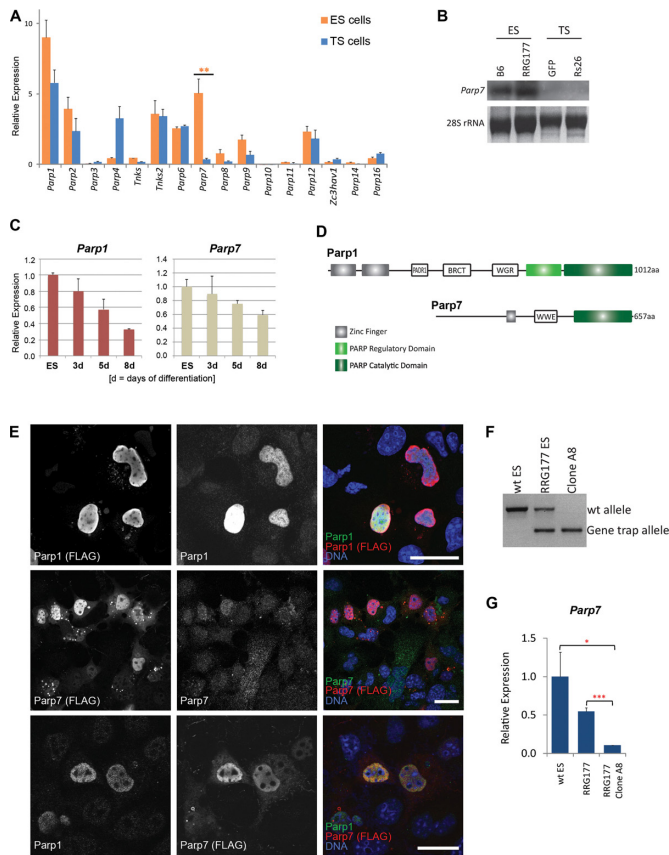 A
Relative Expression
10
5
0
ES cells
TS cells
**
Parp1
Parp2
Parp3
Parp4
Tnks
Tnks2
Parp6
Parp7
Parp8
Parp9
Parp10
Parp11
Parp12
Zc3hav1
Parp14
Parp16
B
ES
TS
B6
RRG177
GFP
Rs26
Parp7
28S rRNA
C
Parp1
Parp7
Relative Expression
1.2
1.0
0.8
0.6
0.4
0.2
0
1.4
1.2
1.0
0.8
0.6
0.4
0.2
0
ES 3d 5d 8d
ES 3d 5d 8d
[d = days of differentiation]
D
Parp1
PADR1
BRCT
WGR
1012aa
Parp7
WWE
657aa
Zinc Finger
PARP Regulatory Domain
PARP Catalytic Domain
E
Parp1 (FLAG)
Parp1
Parp1
Parp1 (FLAG)
DNA
Parp7 (FLAG)
Parp7
Parp7
Parp7 (FLAG)
DNA
Parp1
Parp7 (FLAG)
Parp1
Parp7 (FLAG)
DNA
F
wt ES
RRG177 ES
Clone A8
wt allele
Gene trap allele
G
Parp7
Relative Expression
1.5
1.0
0.5
0.0
*
***
wt ES
RRG177
RRG177
Clone A8